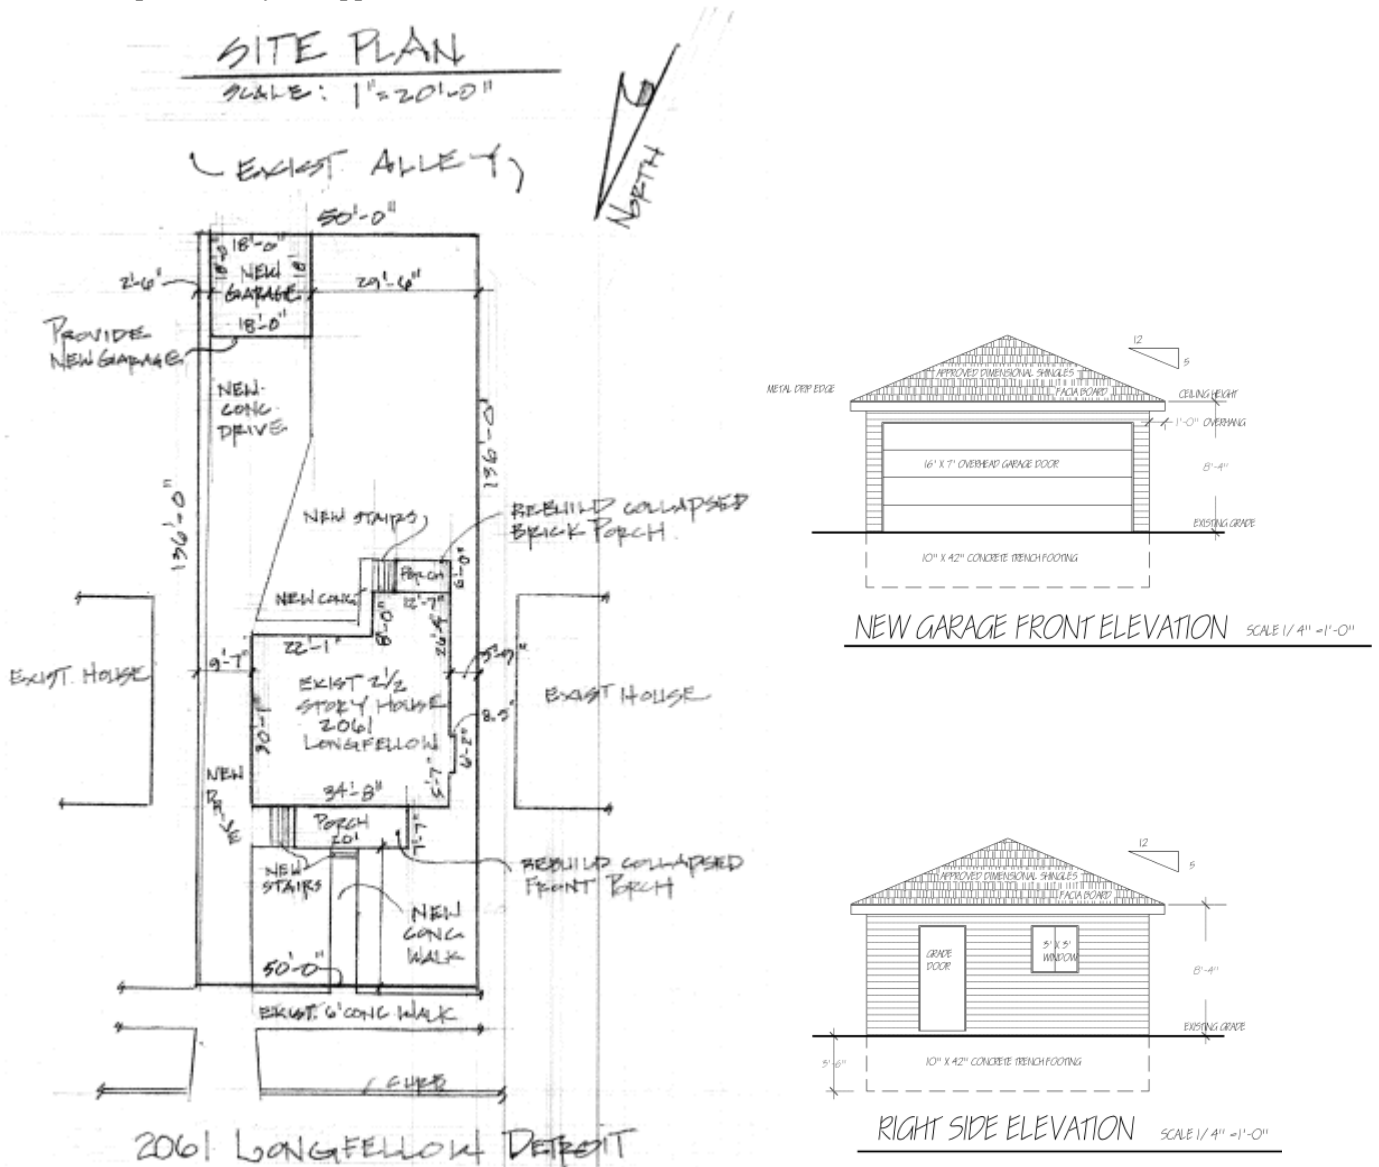 SITE PLAN
SCALE: 1"=20'-0"
NORTH
EXIST ALLEY
50'-0"
18'-0"
18'-0"
18'
NEW
GARAGE
18'-0"
2'-6"
29'-6"
PROVIDE
NEW GARAGE
NEW
CONC
DRIVE
136'-0"
136'-0"
NEW STAIRS
REBUILD COLLAPSED
BRICK PORCH
PORCH
6'-0"
NEW CONC
12'-7"
8'-0"
22'-1"
9'-7"
EXIST. HOUSE
EXIST 2 1/2
STORY HOUSE
2061
LONGFELLOW
EXIST HOUSE
8.5"
6'-2"
30'-1"
5'-7"
NEW
DRIVE
34'-8"
PORCH
20'
7'-7"
NEW
STAIRS
REBUILD COLLAPSED
FRONT PORCH
NEW
CONC
WALK
50'-0"
EXIST. 6' CONC WALK
CURB
2061 LONGFELLOW DETROIT
12
5
APPROVED DIMENSIONAL SHINGLES
METAL DRIP EDGE
FACIA BOARD
CEILING HEIGHT
1'-0" OVERHANG
16' X 7' OVERHEAD GARAGE DOOR
8'-4"
EXISTING GRADE
10" X 42" CONCRETE TRENCH FOOTING
NEW GARAGE FRONT ELEVATION SCALE 1/4"=1'-0"
12
5
APPROVED DIMENSIONAL SHINGLES
FACIA BOARD
GRADE
DOOR
3' X 3'
WINDOW
8'-4"
EXISTING GRADE
3'-6"
10" X 42" CONCRETE TRENCH FOOTING
RIGHT SIDE ELEVATION SCALE 1/4"=1'-0"